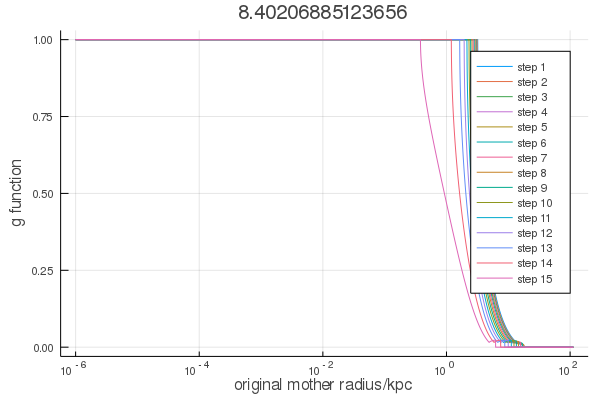 8.40206885123656
g function
1.00
0.75
0.50
0.25
0.00
step 1
step 2
step 3
step 4
step 5
step 6
step 7
step 8
step 9
step 10
step 11
step 12
step 13
step 14
step 15
10^-6 10^-4 10^-2 10^0 10^2
original mother radius/kpc